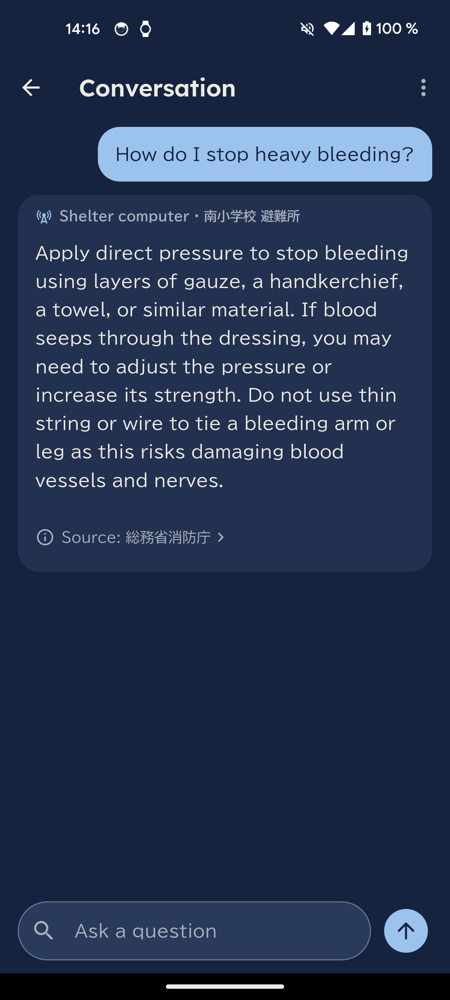 14:16
100 %
Conversation
How do I stop heavy bleeding?
Shelter computer・南小学校 避難所
Apply direct pressure to stop bleeding
using layers of gauze, a handkerchief,
a towel, or similar material. If blood
seeps through the dressing, you may
need to adjust the pressure or
increase its strength. Do not use thin
string or wire to tie a bleeding arm or
leg as this risks damaging blood
vessels and nerves.
Source: 総務省消防庁
Ask a question